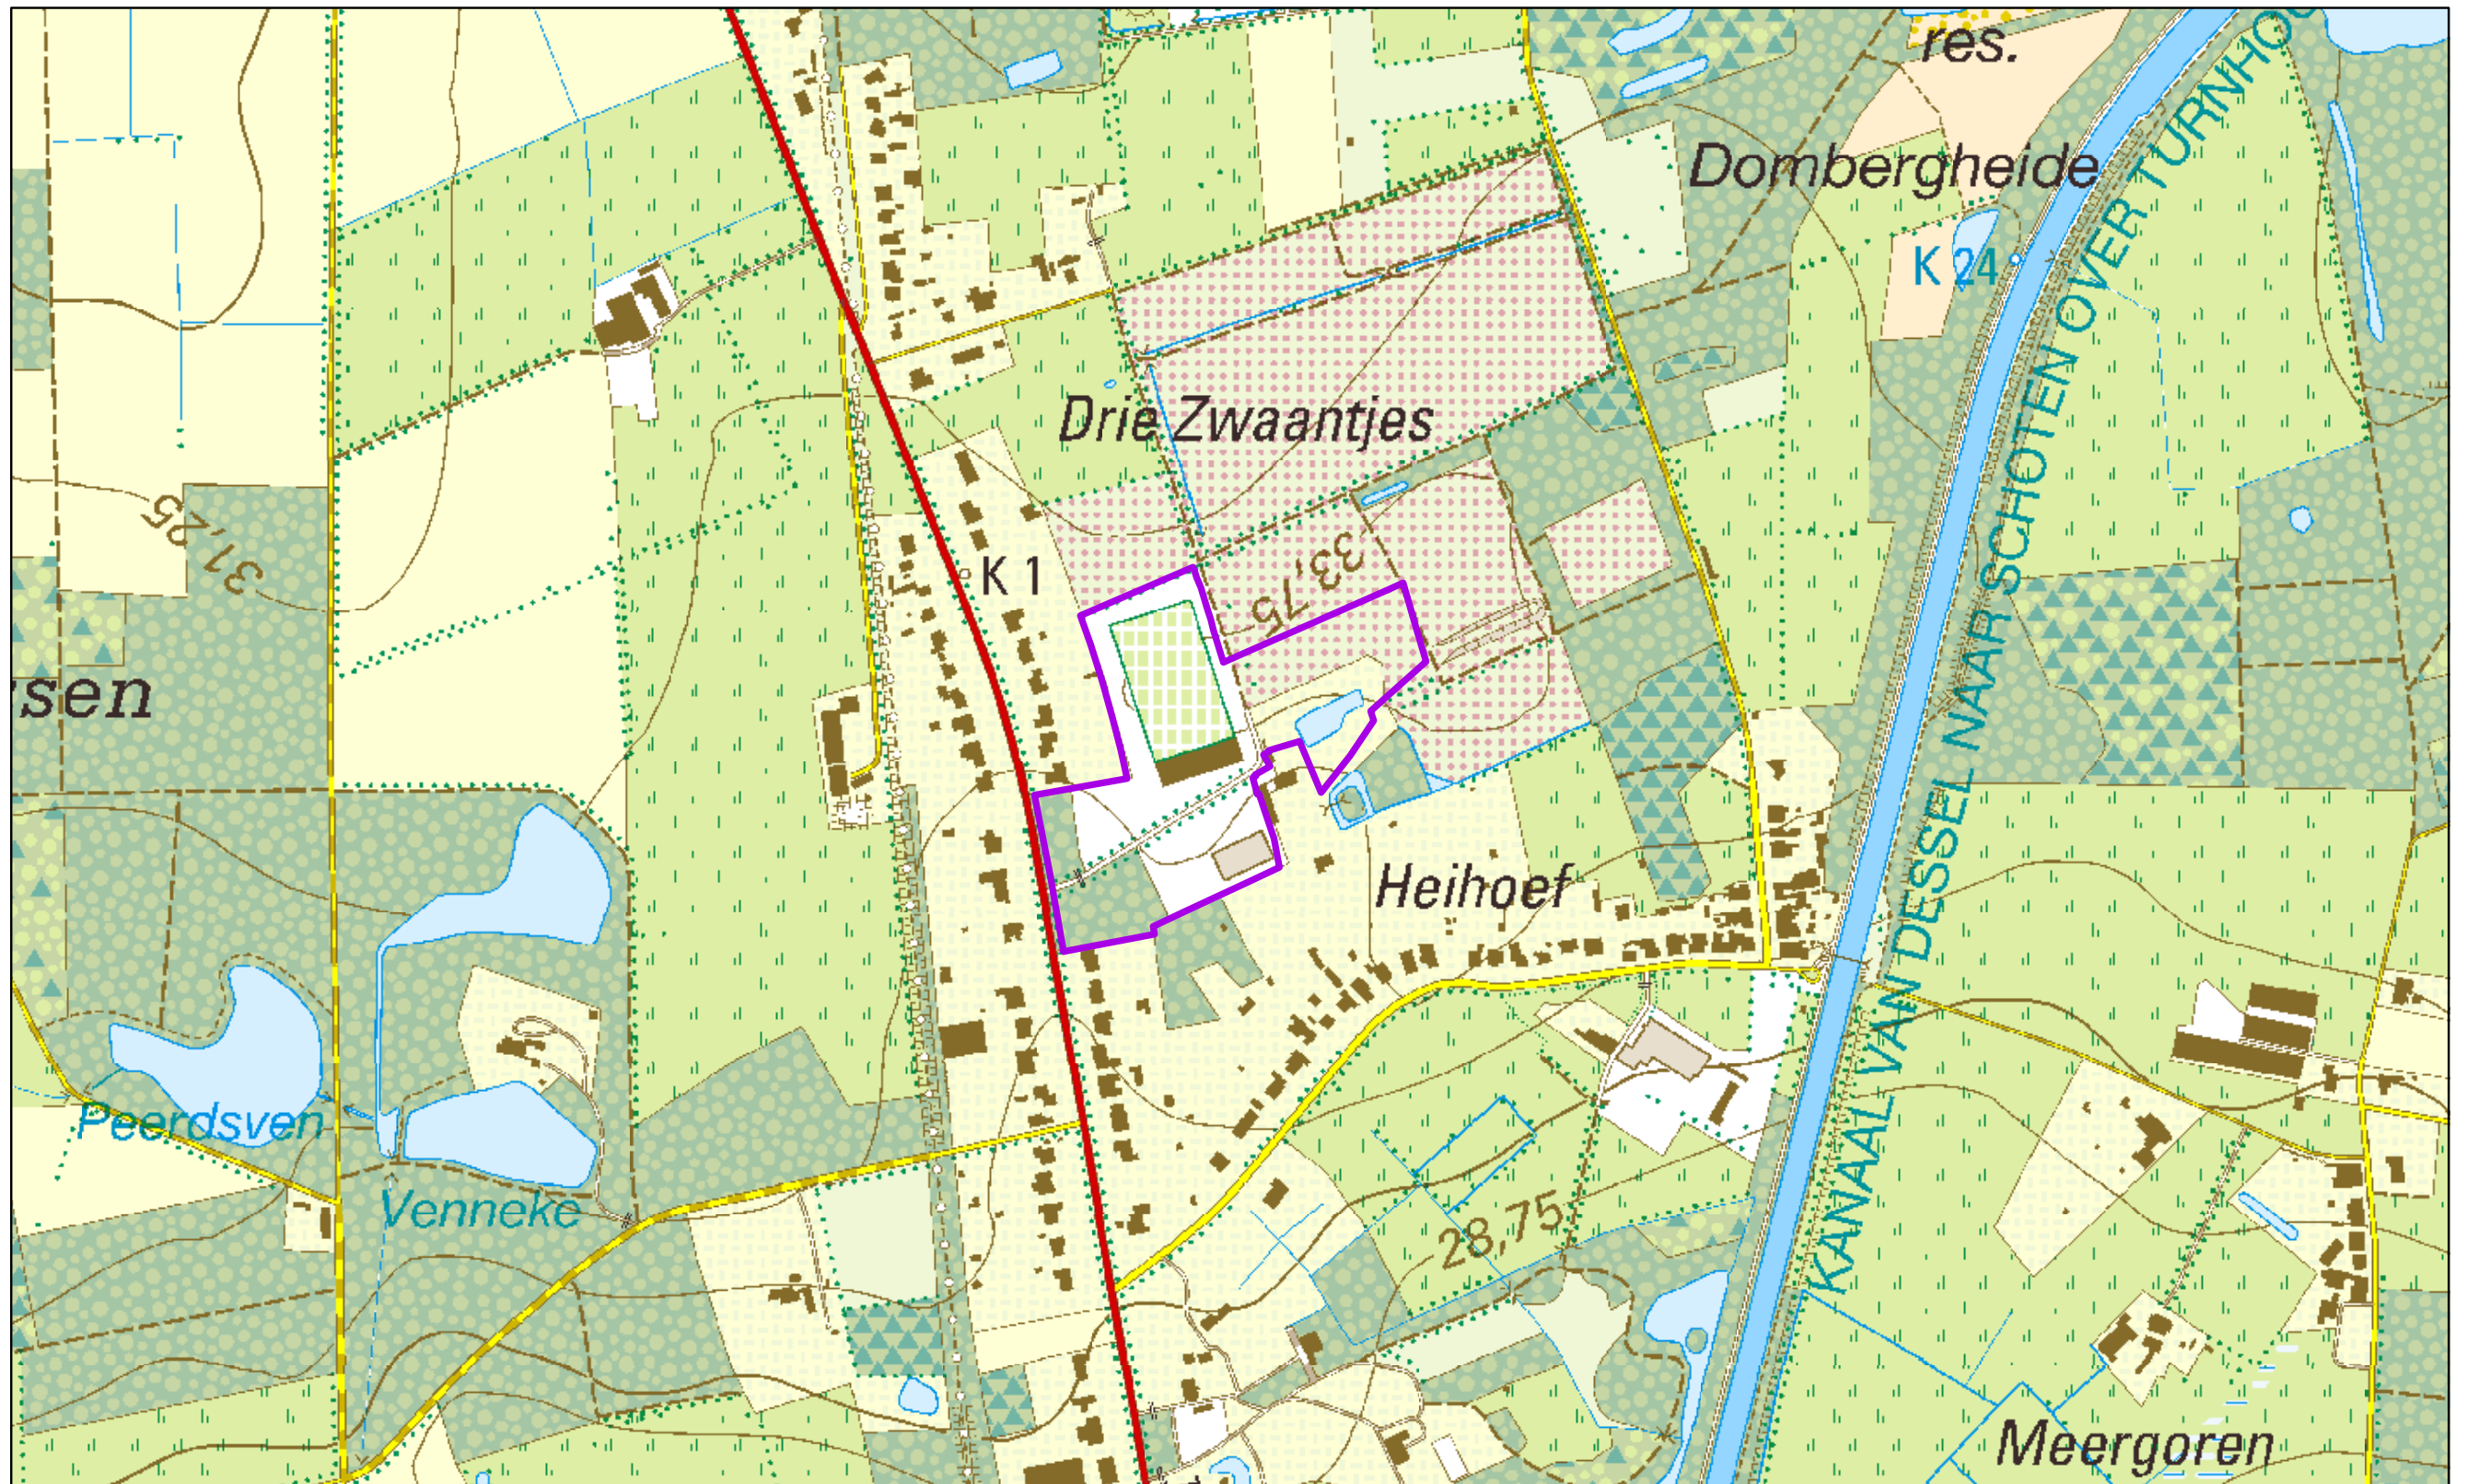 res.
Dombergheide
K 24
KANAAL VAN DESSEL NAAR SCHOTEN OVER TURNHO
Drie Zwaantjes
31,25
33,75
K 1
ssen
Heihoef
Peerdsven
Venneke
28,75
Meergoren